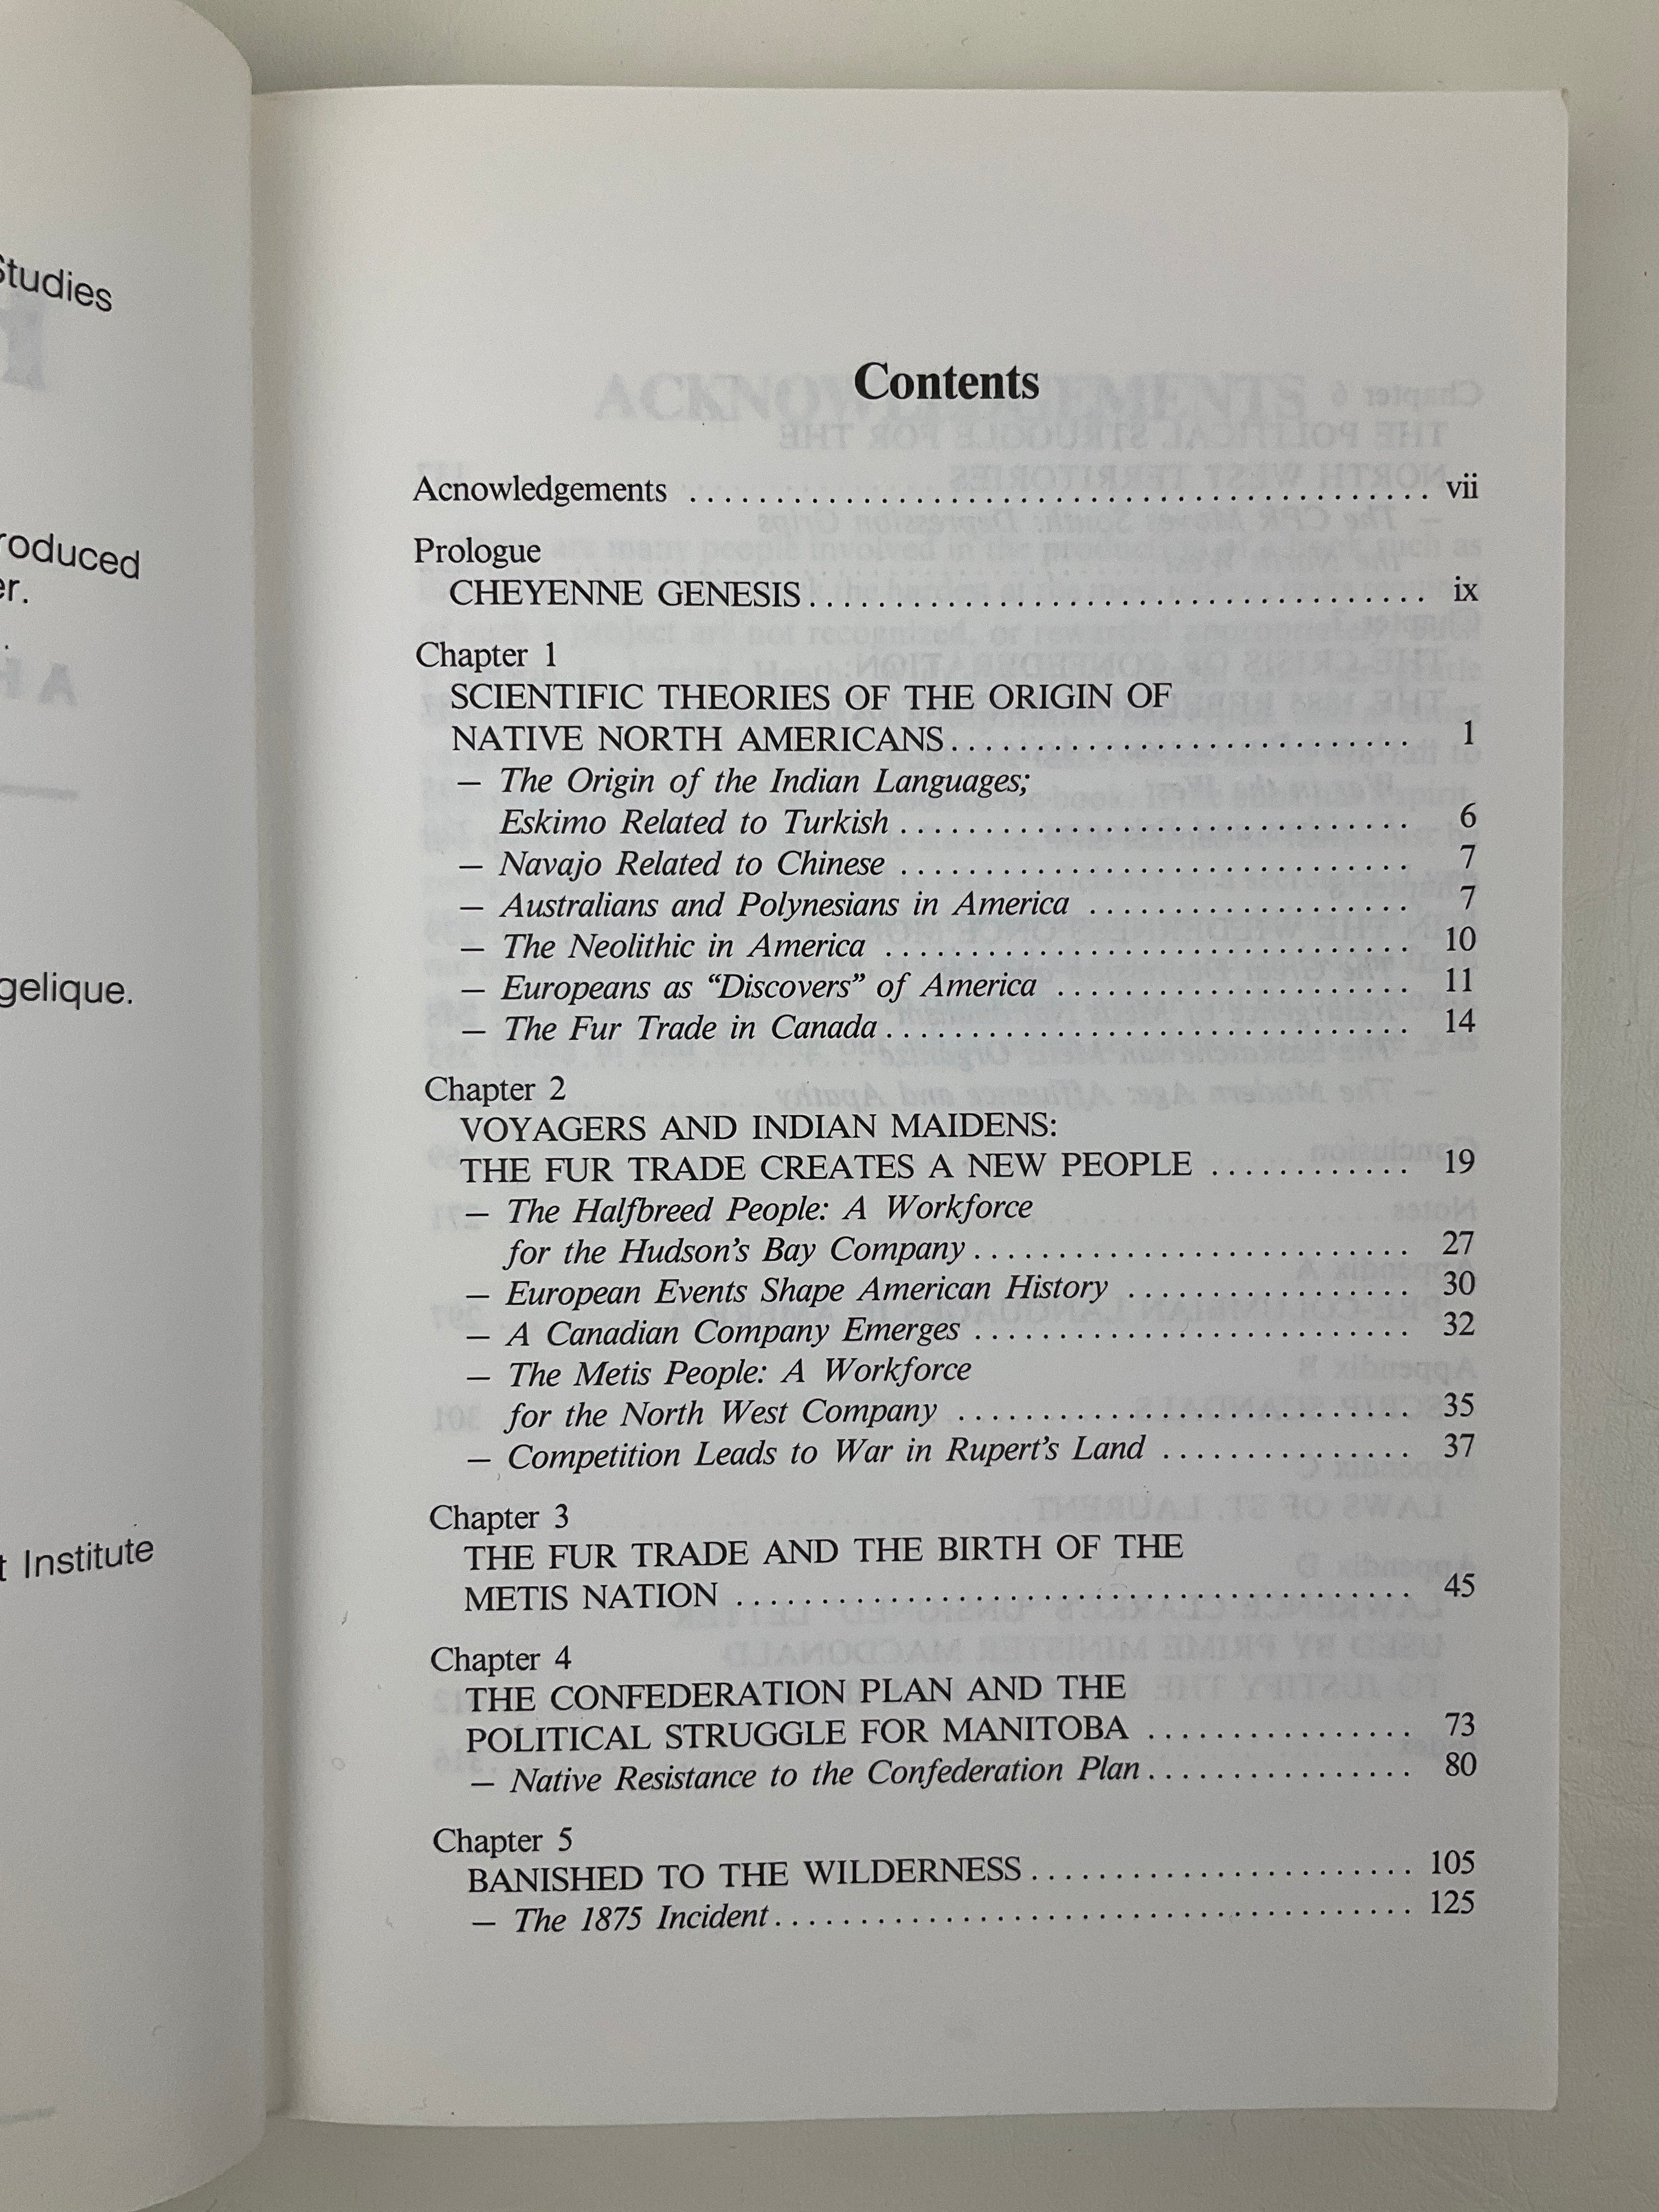 Studies
roduced
er.
gelique.
t Institute
Contents
Acnowledgements ........................................ vii
Prologue
CHEYENNE GENESIS ........................................ ix
Chapter 1
SCIENTIFIC THEORIES OF THE ORIGIN OF
NATIVE NORTH AMERICANS ............................ 1
— The Origin of the Indian Languages;
Eskimo Related to Turkish .............................. 6
— Navajo Related to Chinese .............................. 7
— Australians and Polynesians in America ................... 7
— The Neolithic in America ............................... 10
— Europeans as “Discovers” of America ..................... 11
— The Fur Trade in Canada ............................... 14
Chapter 2
VOYAGERS AND INDIAN MAIDENS:
THE FUR TRADE CREATES A NEW PEOPLE ............ 19
— The Halfbreed People: A Workforce
for the Hudson’s Bay Company .......................... 27
— European Events Shape American History ................. 30
— A Canadian Company Emerges .......................... 32
— The Metis People: A Workforce
for the North West Company ........................... 35
— Competition Leads to War in Rupert’s Land ............... 37
Chapter 3
THE FUR TRADE AND THE BIRTH OF THE
METIS NATION ........................................ 45
Chapter 4
THE CONFEDERATION PLAN AND THE
POLITICAL STRUGGLE FOR MANITOBA ................ 73
— Native Resistance to the Confederation Plan ................ 80
Chapter 5
BANISHED TO THE WILDERNESS ....................... 105
— The 1875 Incident ...................................... 125